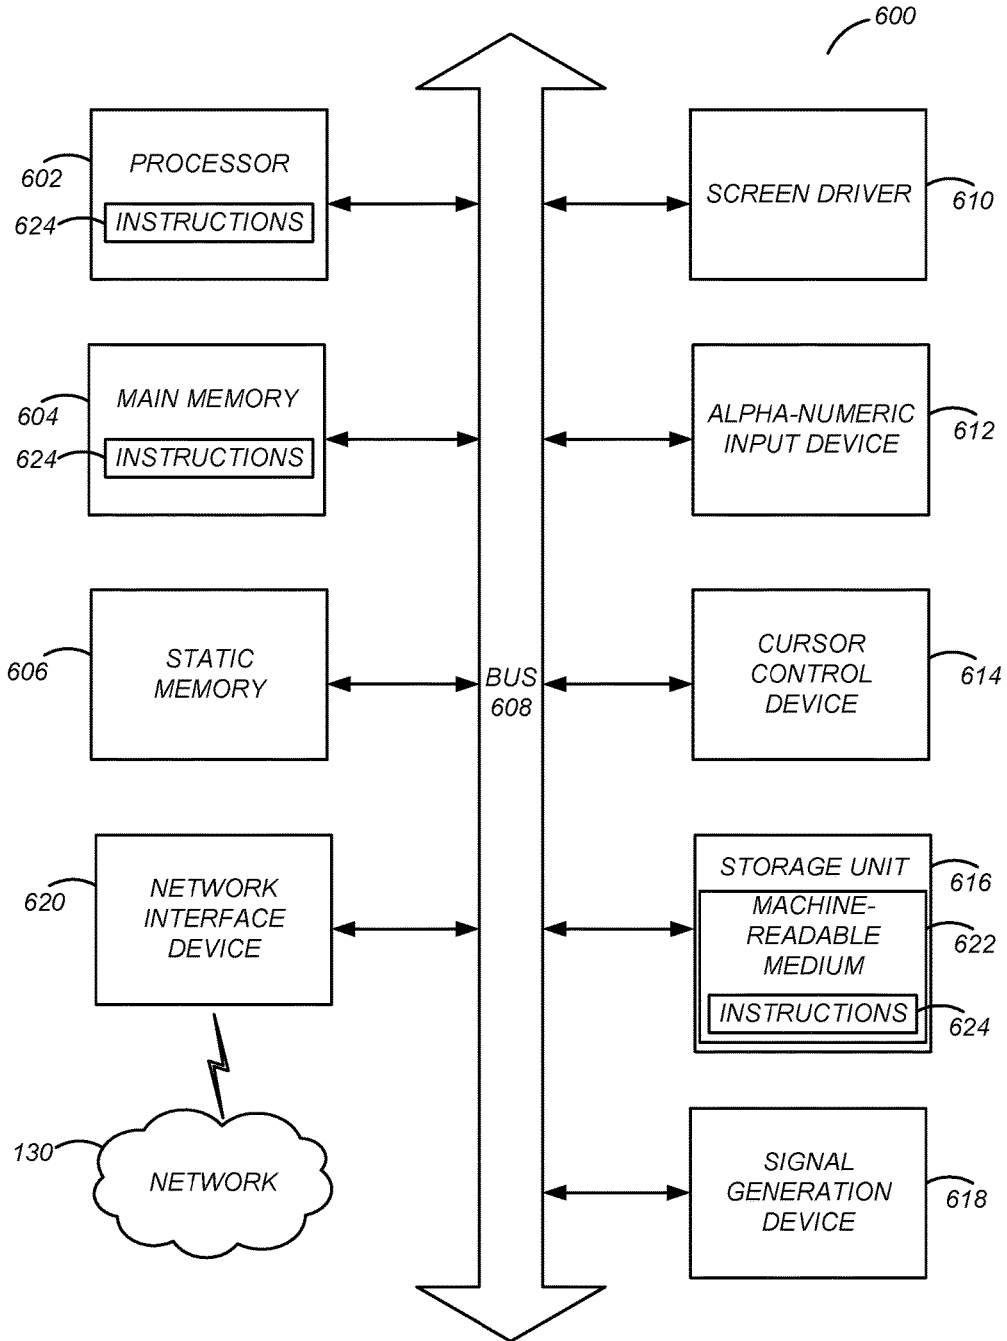 600
PROCESSOR
602
624
INSTRUCTIONS
SCREEN DRIVER
610
MAIN MEMORY
604
624
INSTRUCTIONS
ALPHA-NUMERIC
INPUT DEVICE
612
STATIC
MEMORY
606
BUS
608
CURSOR
CONTROL
DEVICE
614
NETWORK
INTERFACE
DEVICE
620
STORAGE UNIT
616
MACHINE-
READABLE
MEDIUM
622
INSTRUCTIONS
624
130
NETWORK
SIGNAL
GENERATION
DEVICE
618